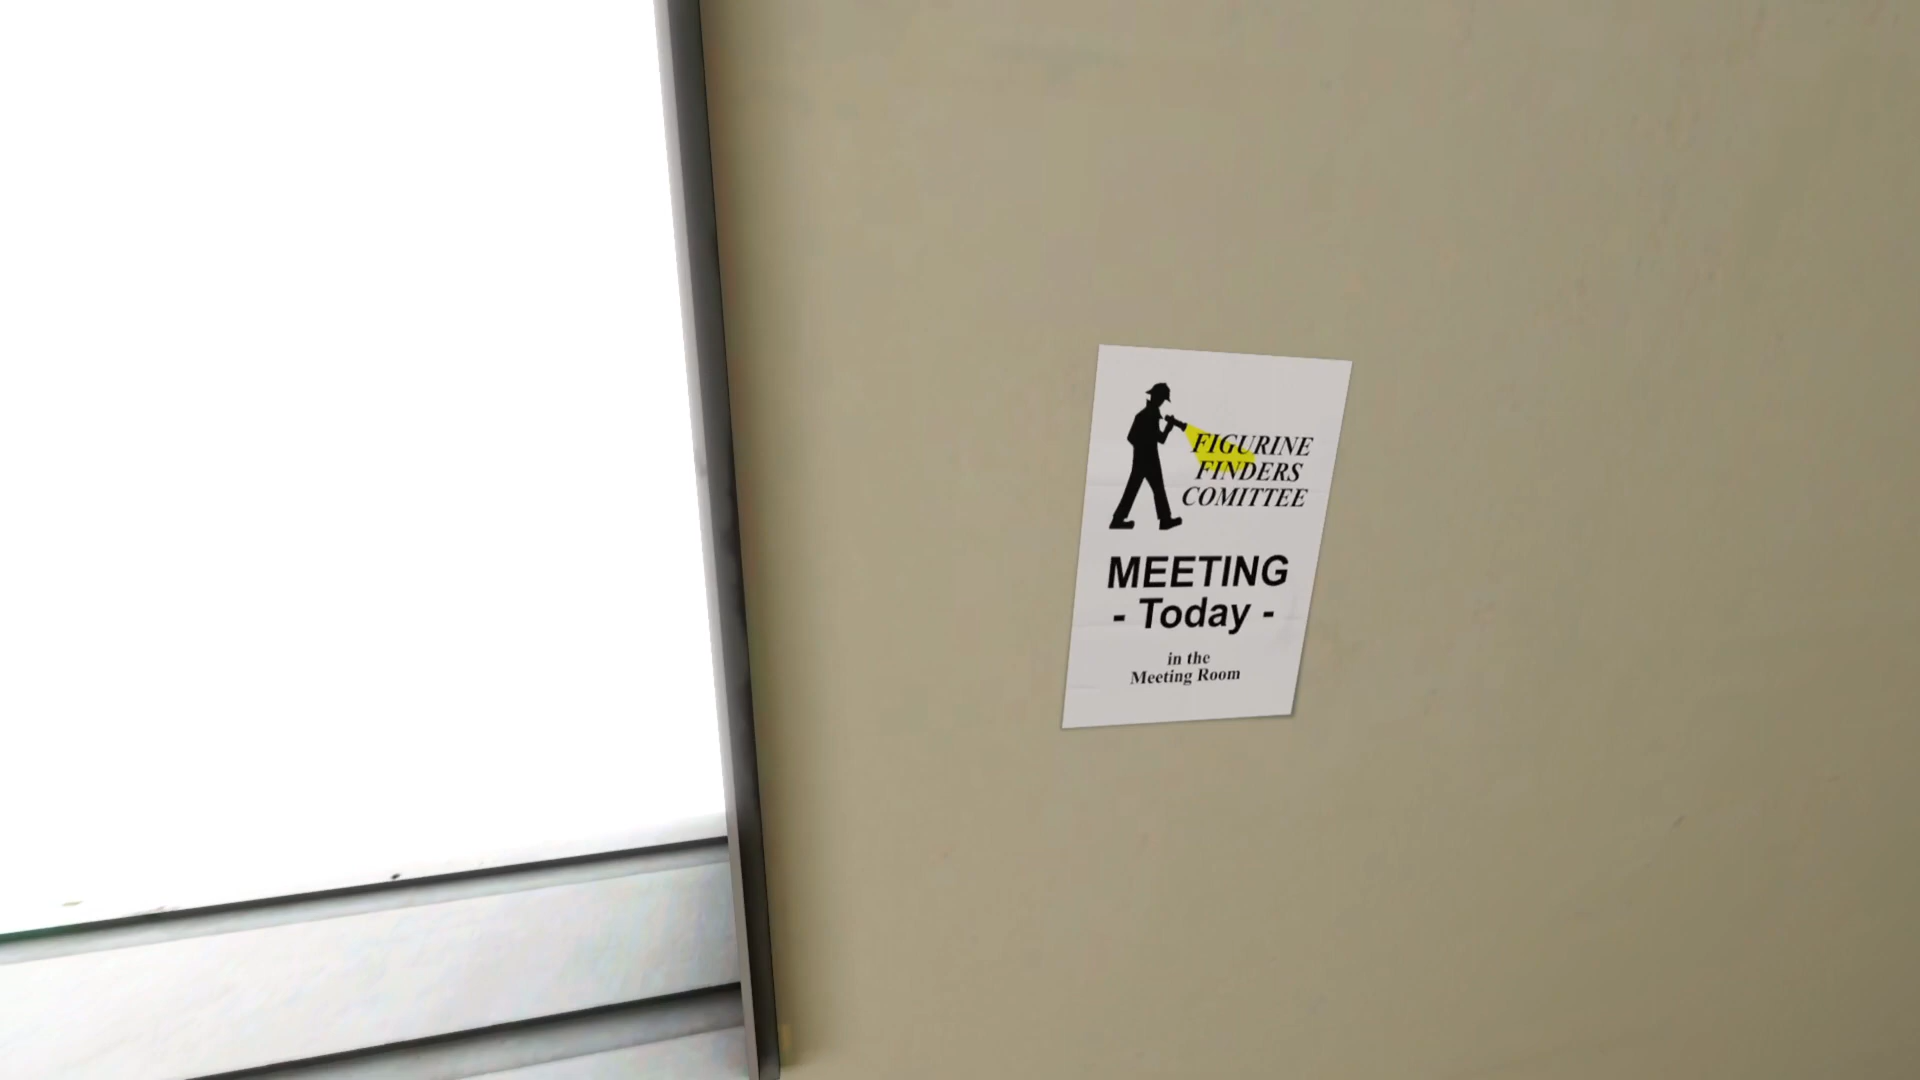 FIGURINE
FINDERS
COMITTEE
MEETING
- Today -
in the
Meeting Room